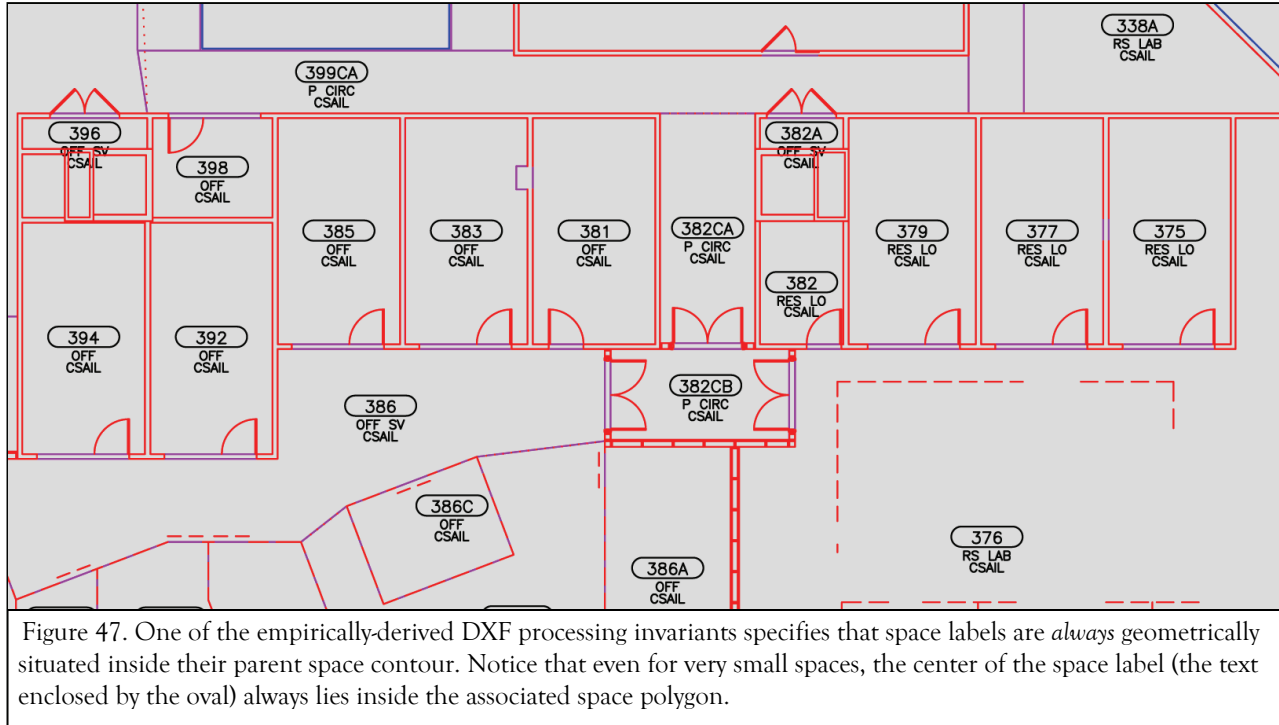 338A
RS LAB
CSAIL
399CA
P CIRC
CSAIL
396
OFF SV
CSAIL
398
OFF
CSAIL
382A
OFF SV
CSAIL
385
OFF
CSAIL
383
OFF
CSAIL
381
OFF
CSAIL
382CA
P CIRC
CSAIL
379
RES LO
CSAIL
377
RES LO
CSAIL
375
RES LO
CSAIL
382
RES LO
CSAIL
394
OFF
CSAIL
392
OFF
CSAIL
382CB
P CIRC
CSAIL
386
OFF SV
CSAIL
386C
OFF
CSAIL
376
RS LAB
CSAIL
386A
OFF
CSAIL
Figure 47. One of the empirically-derived DXF processing invariants specifies that space labels are always geometrically
situated inside their parent space contour. Notice that even for very small spaces, the center of the space label (the text
enclosed by the oval) always lies inside the associated space polygon.